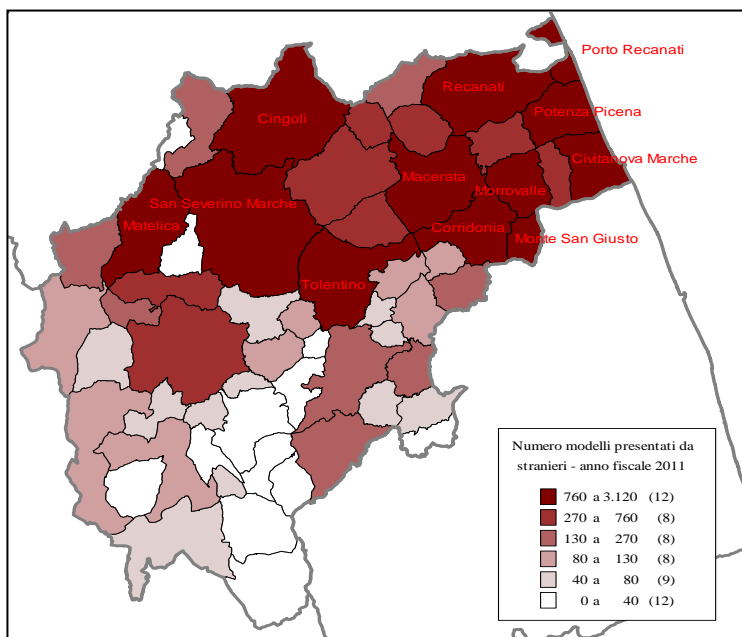 Porto Recanati
Recanati
Potenza Picena
Cingoli
Civitanova Marche
Macerata
Morrovalle
San Severino Marche
Matelica
Corridonia
Monte San Giusto
Tolentino
Numero modelli presentati da
stranieri - anno fiscale 2011
760 a 3.120 (12)
270 a 760 (8)
130 a 270 (8)
80 a 130 (8)
40 a 80 (9)
0 a 40 (12)